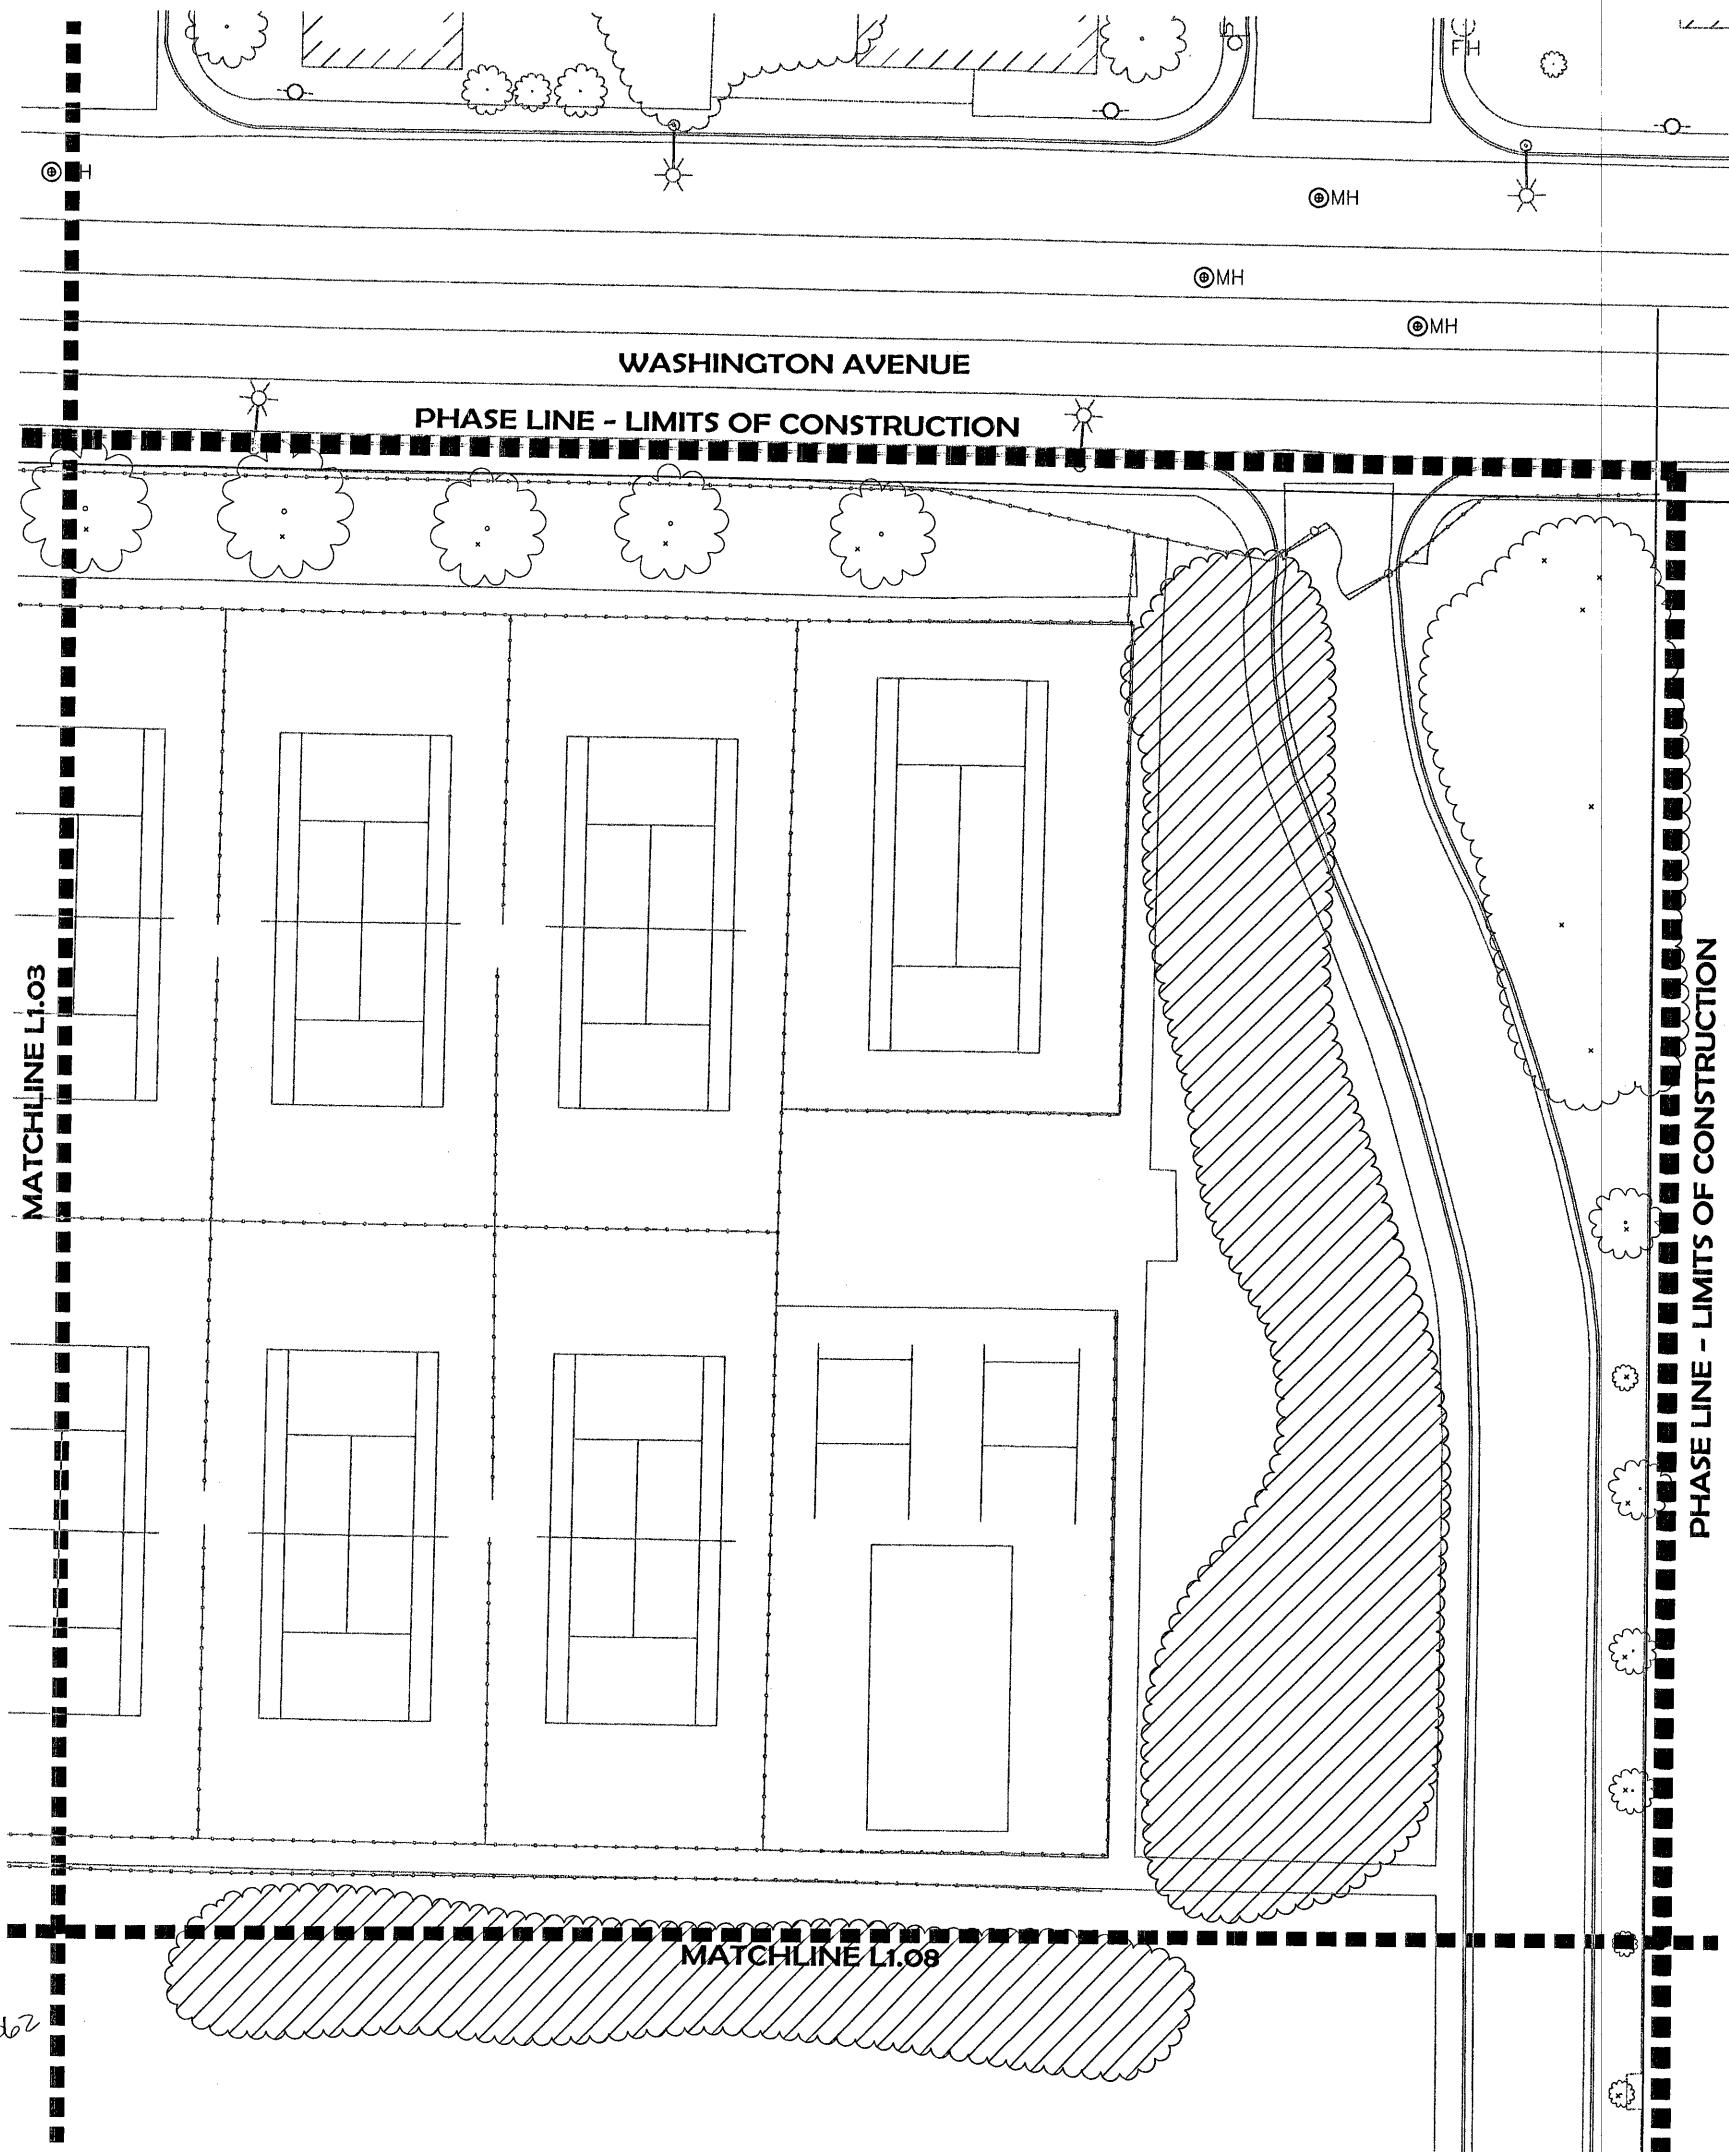 FH
MH
MH
MH
WASHINGTON AVENUE
PHASE LINE - LIMITS OF CONSTRUCTION
MATCHLINE L1.03
PHASE LINE - LIMITS OF CONSTRUCTION
MATCHLINE L1.08